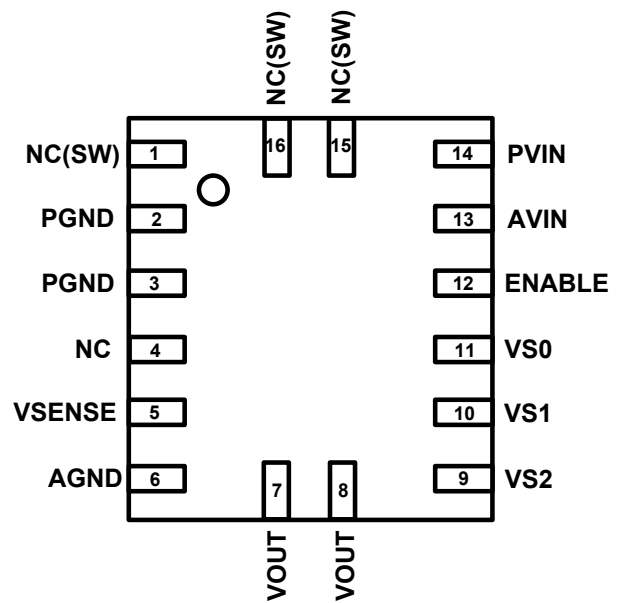 NC(SW) NC(SW)
16 15
NC(SW) 1 14 PVIN
PGND 2 13 AVIN
PGND 3 12 ENABLE
NC 4 11 VS0
VSENSE 5 10 VS1
AGND 6 9 VS2
7 8
VOUT VOUT